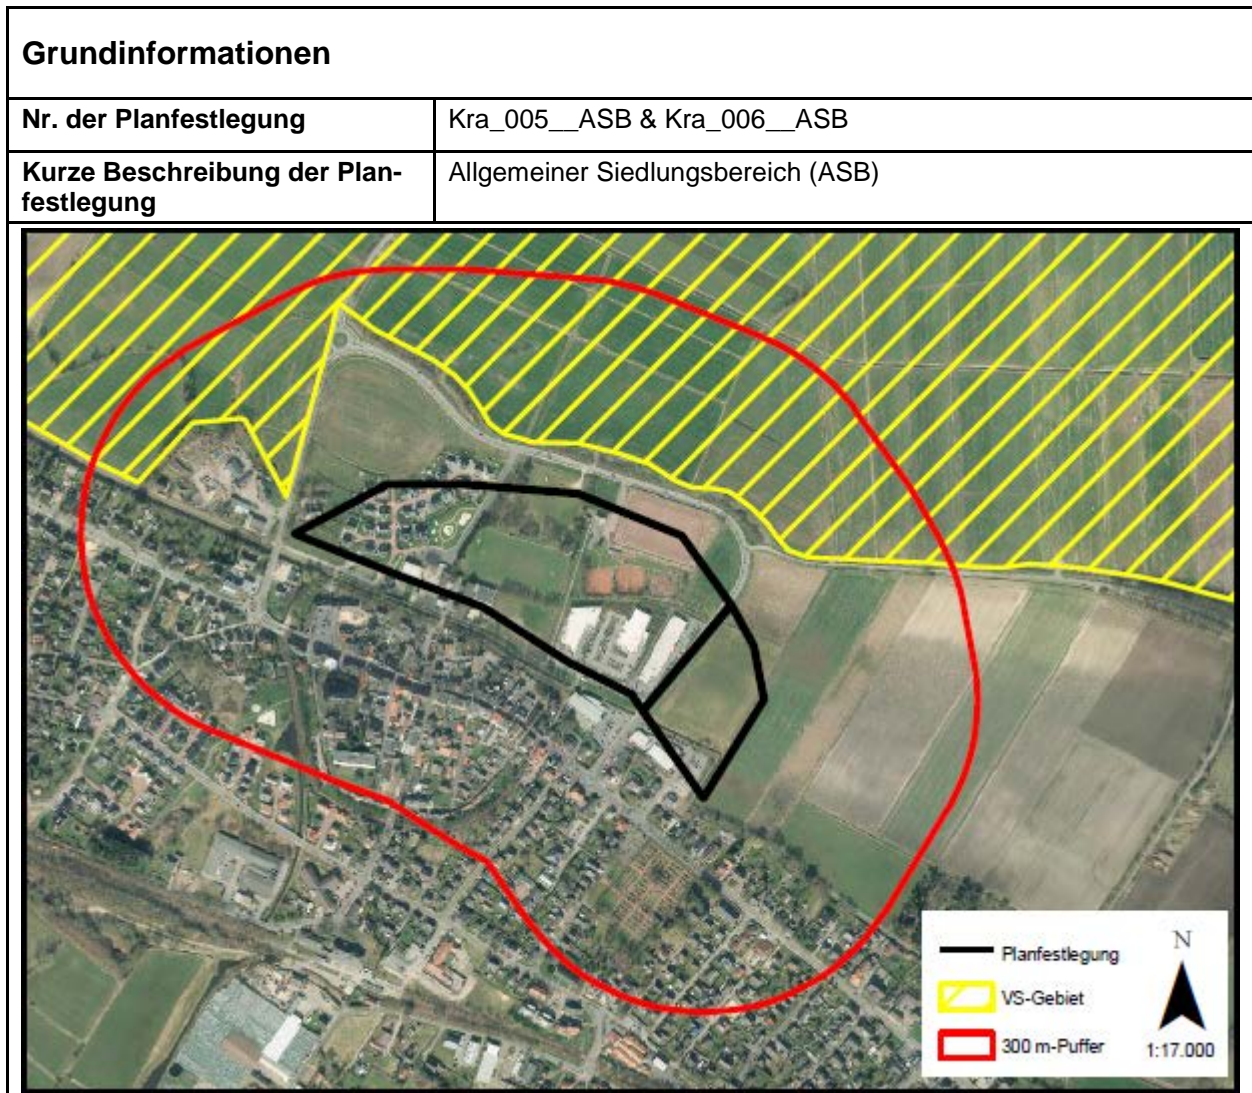 Grundinformationen
Nr. der Planfestlegung
Kra_005__ASB & Kra_006__ASB
Kurze Beschreibung der Plan-
festlegung
Allgemeiner Siedlungsbereich (ASB)
Planfestlegung
VS-Gebiet
300 m-Puffer
N
1:17.000